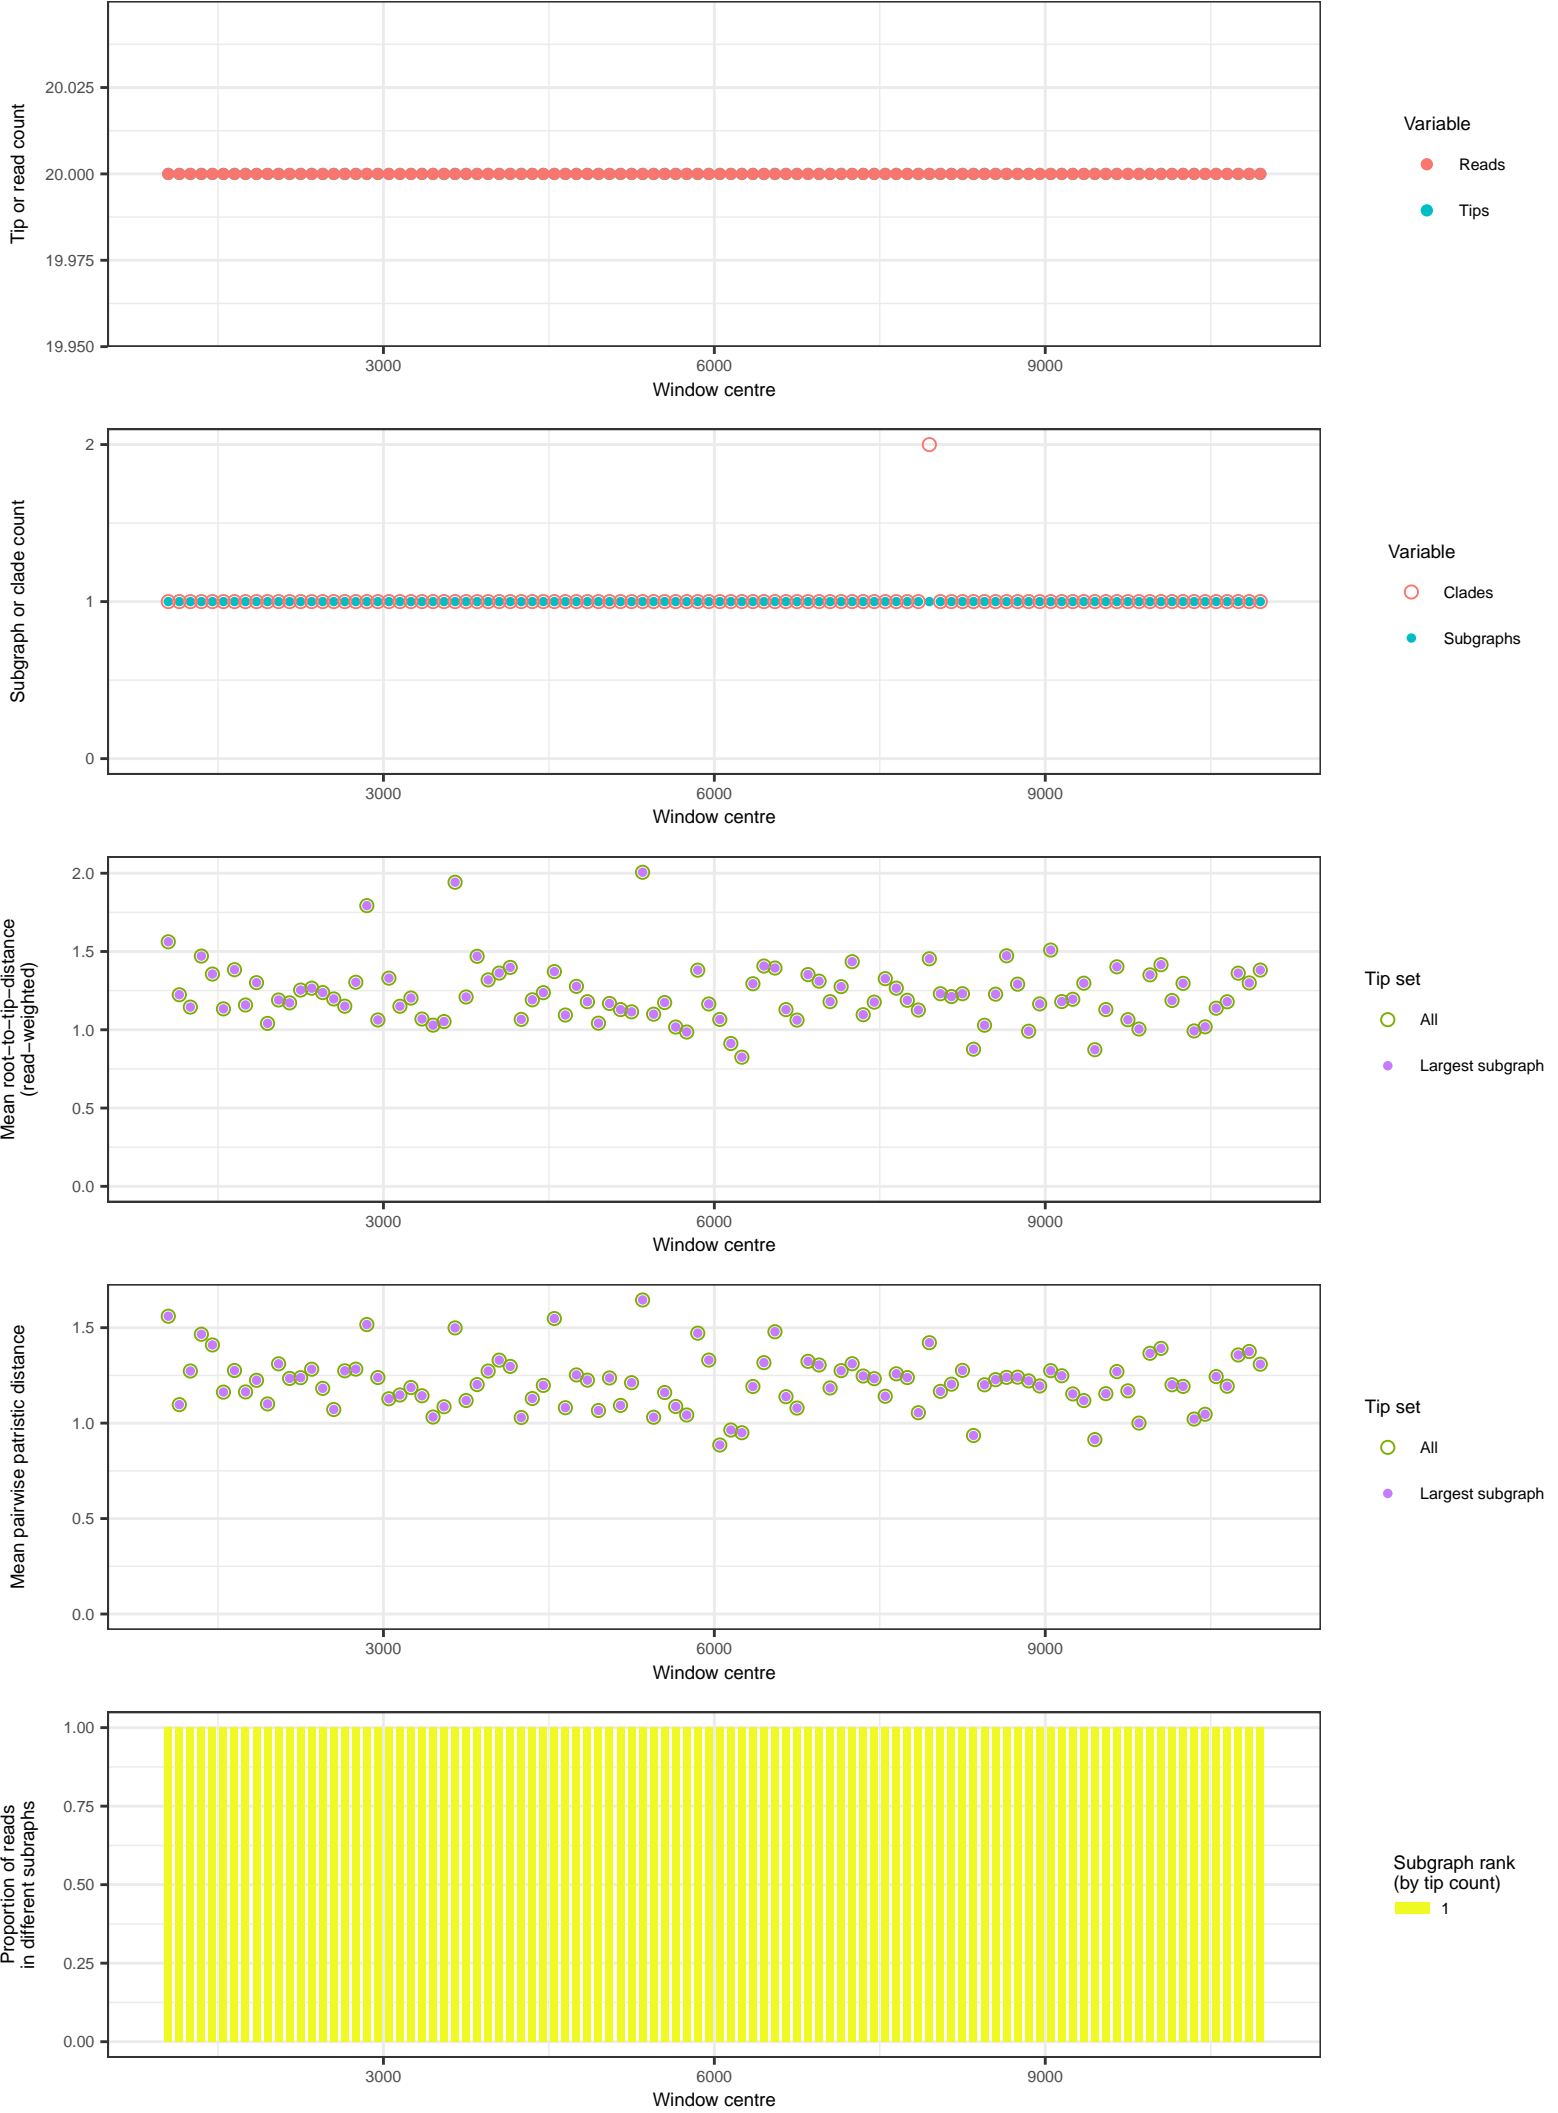 20.025
20.000
19.975
19.950
Tip or read count
3000 6000 9000
Window centre
Variable
Reads
Tips
2
1
0
Subgraph or clade count
3000 6000 9000
Window centre
Variable
Clades
Subgraphs
2.0
1.5
1.0
0.5
0.0
Mean root−to−tip−distance
(read−weighted)
3000 6000 9000
Window centre
Tip set
All
Largest subgraph
1.5
1.0
0.5
0.0
Mean pairwise patristic distance
3000 6000 9000
Window centre
Tip set
All
Largest subgraph
1.00
0.75
0.50
0.25
0.00
Proportion of reads
in different subraphs
3000 6000 9000
Window centre
Subgraph rank
(by tip count)
1